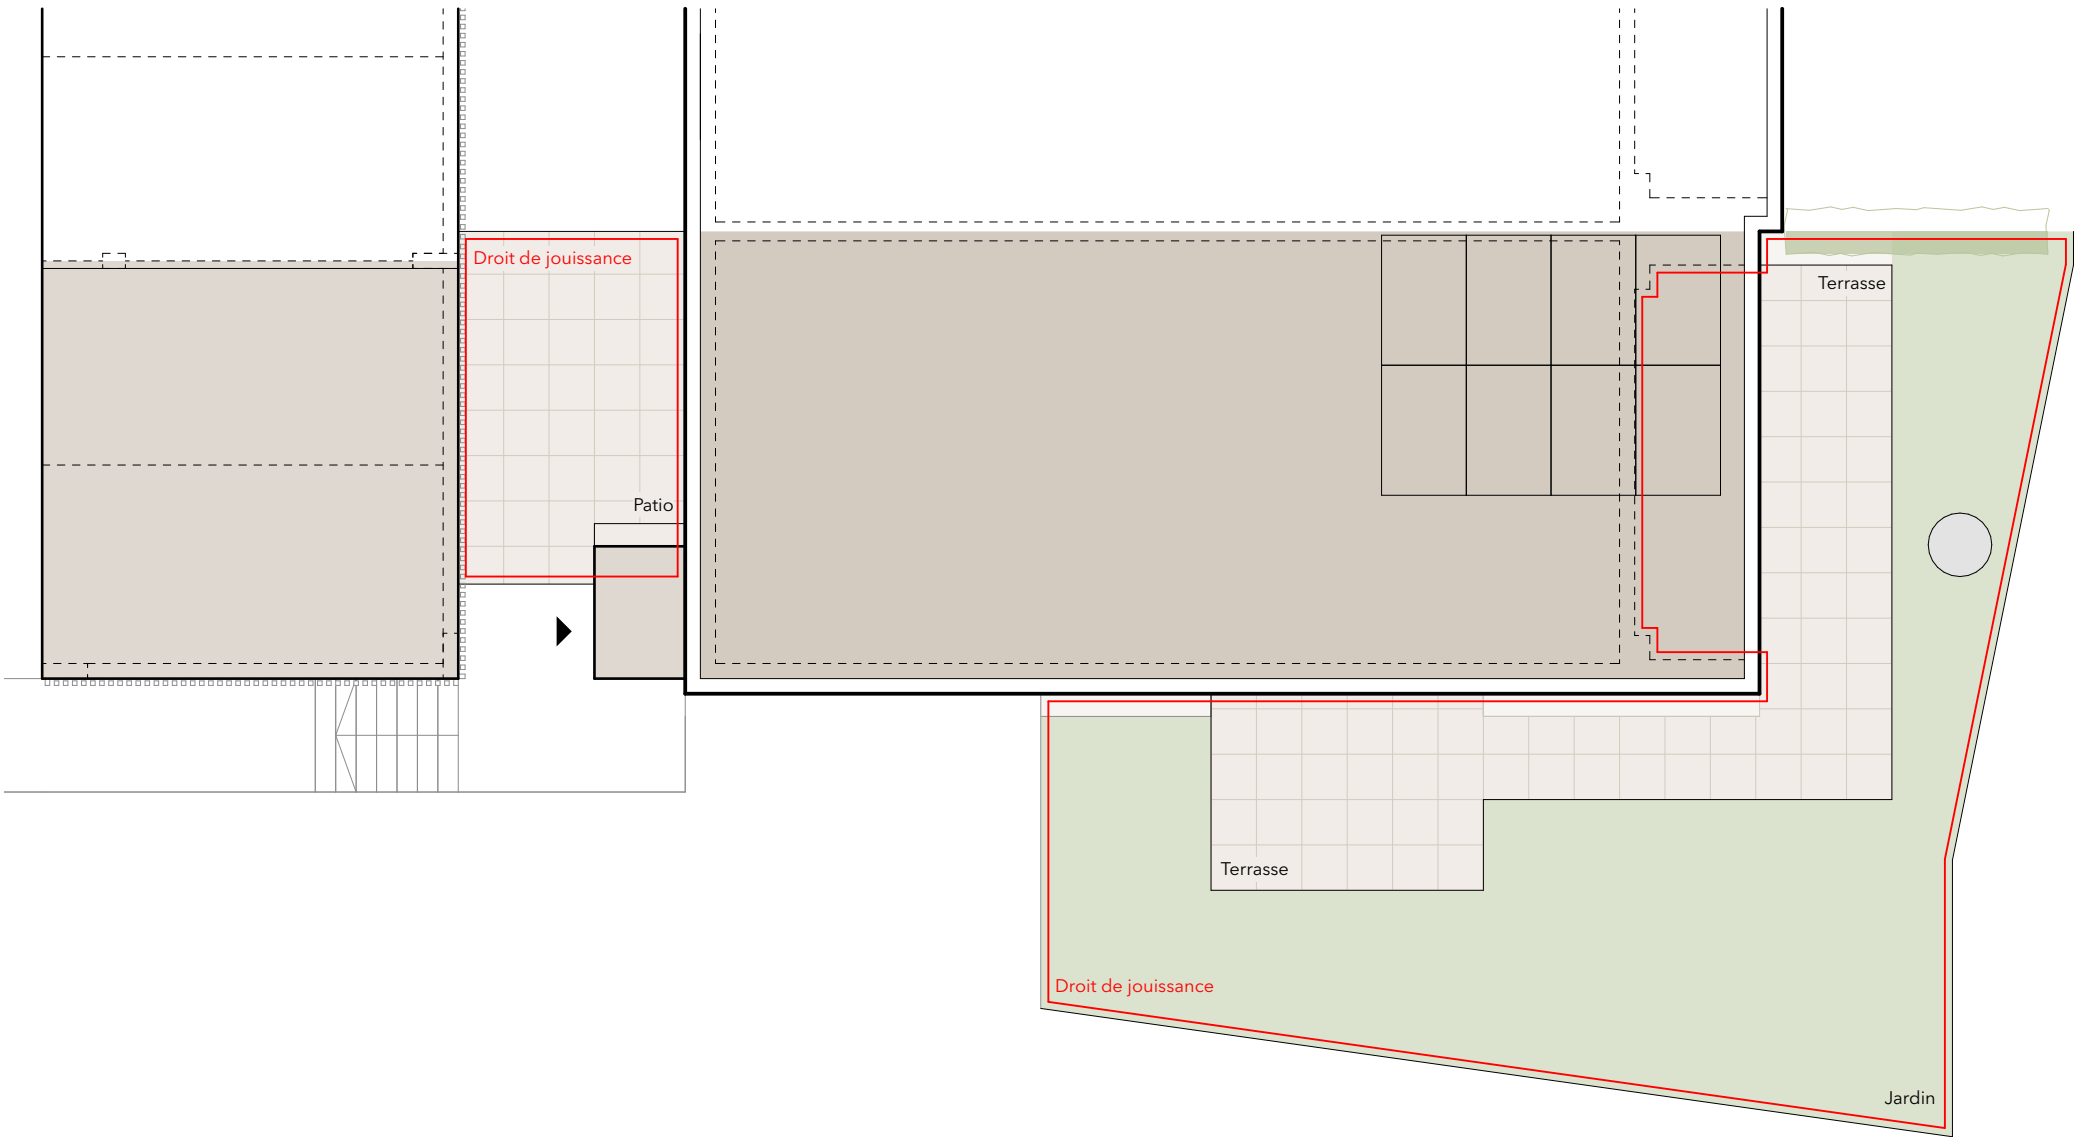 Droit de jouissance
Terrasse
Patio
Terrasse
Droit de jouissance
Jardin